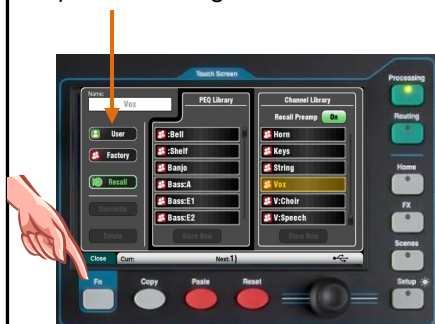 Touch Screen
Processing
Name:
Vox
PEQ Library
Channel Library
Recall Preamp On
Routing
User
:Bell
Horn
Factory
:Shelf
Keys
Banjo
String
Home
Recall
Bass:A
Vox
Overwrite
Bass:E1
V:Choir
FX
Delete
Bass:E2
V:Speech
Store New
Store New
Scenes
Close
Curr:
Next:1)
Fn
Copy
Paste
Reset
Setup